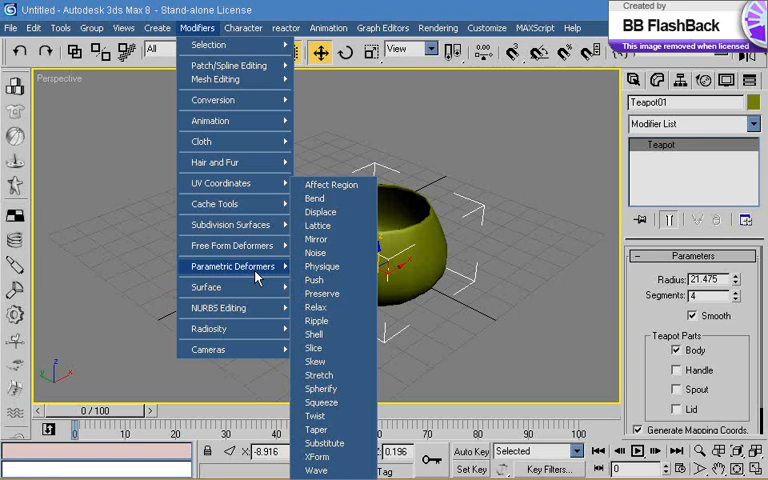 Untitled - Autodesk 3ds Max 8 - Stand-alone License
Created by
BB FlashBack
This image removed when licensed
File Edit Tools Group Views Create Modifiers Character reactor Animation Graph Editors Rendering Customize MAXScript Help
All
View
Perspective
Selection
Patch/Spline Editing
Mesh Editing
Conversion
Animation
Cloth
Hair and Fur
UV Coordinates
Cache Tools
Subdivision Surfaces
Free Form Deformers
Parametric Deformers
Surface
NURBS Editing
Radiosity
Cameras
Affect Region
Bend
Displace
Lattice
Mirror
Noise
Physique
Push
Preserve
Relax
Ripple
Shell
Slice
Skew
Stretch
Spherify
Squeeze
Twist
Taper
Substitute
XForm
Wave
Teapot01
Modifier List
Teapot
Parameters
Radius: 21.475
Segments: 4
Smooth
Teapot Parts
Body
Handle
Spout
Lid
Generate Mapping Coords.
z
x
0 / 100
0 10 20 30 40 70 80 90 100
X: -8.916
0.196
Auto Key
Selected
Tag
Set Key
Key Filters...
0